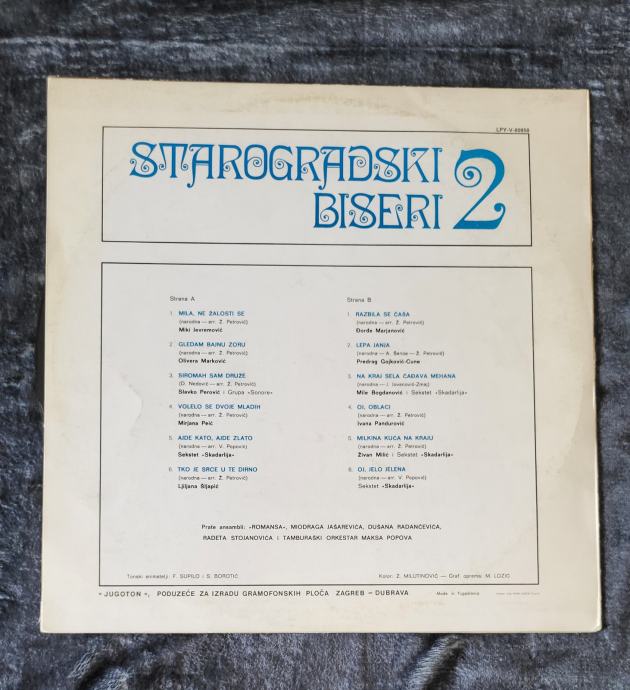 LPY-V-60958
STAROGRADSKI
BISERI 2
Strana A
1. MILA, NE ŽALOSTI SE
(narodna — arr. Ž. Petrović)
Miki Jevremović
2. GLEDAM BAJNU ZORU
(narodna — arr. Ž. Petrović)
Olivera Marković
3. SIROMAH SAM DRUŽE
(D. Nedović — arr. Ž. Petrović)
Slavko Perović i Grupa »Sonore«
4. VOLELO SE DVOJE MLADIH
(narodna — arr. Ž. Petrović)
Mirjana Peić
5. AJDE KATO, AJDE ZLATO
(narodna — arr. V. Popović)
Sekstet »Skadarlija«
6. TKO JE SRCE U TE DIRNO
(narodna — arr. Ž. Petrović)
Ljiljana Šljapić
Strana B
1. RAZBILA SE ČAŠA
(narodna — arr. Ž. Petrović)
Đorđe Marjanović
2. LEPA JANJA
(narodna — A. Banse — Ž. Petrović)
Predrag Gojković-Cune
3. NA KRAJ SELA ČAĐAVA MEHANA
(narodna — J. Jovanović-Zmaj)
Mile Bogdanović i Sekstet »Skadarlija«
4. OJ, OBLACI
(narodna — arr. Ž. Petrović)
Ivana Pandurović
5. MILKINA KUĆA NA KRAJU
(narodna — arr. Ž. Petrović)
Živan Milić i Sekstet »Skadarlija«
6. OJ, JELO JELENA
(narodna — arr. V. Popović)
Sekstet »Skadarlija«
Prate ansambli: »ROMANSA«, MIODRAGA JAŠAREVIĆA, DUŠANA RADANČEVIĆA,
RADETA STOJANOVIĆA I TAMBURAŠKI ORKESTAR MAKSA POPOVA
Tonski snimatelji: F. SUPILO I S. BOROTIĆ
Kolor: Ž. MILUTINOVIĆ — Graf. oprema: M. LOZIĆ
»JUGOTON«, PODUZEĆE ZA IZRADU GRAMOFONSKIH PLOČA ZAGREB – DUBRAVA
Made in Yugoslavia